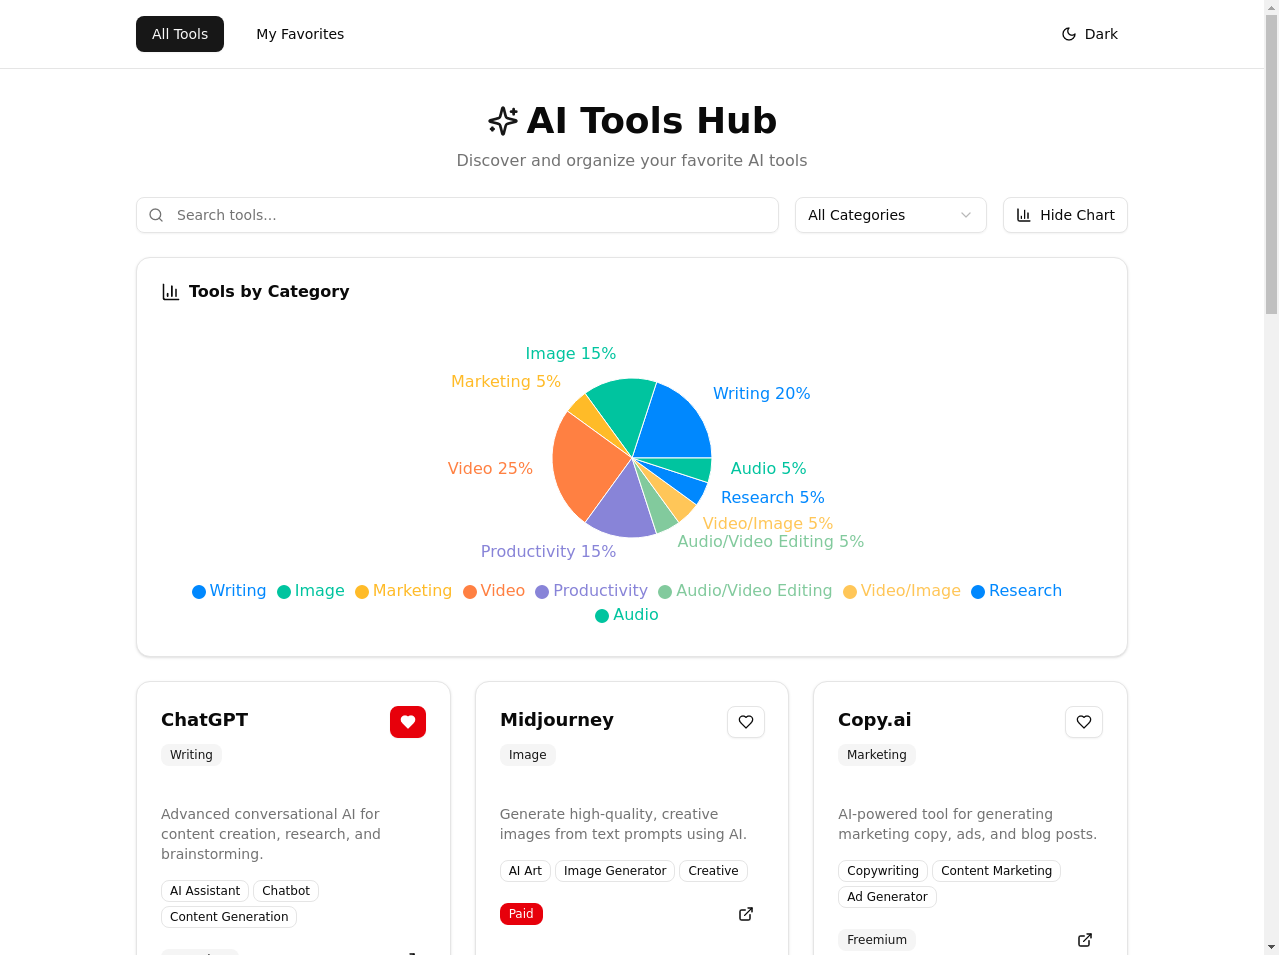 All Tools
My Favorites
Dark
AI Tools Hub
Discover and organize your favorite AI tools
Search tools...
All Categories
Hide Chart
Tools by Category
Image 15%
Marketing 5%
Writing 20%
Video 25%
Audio 5%
Research 5%
Video/Image 5%
Audio/Video Editing 5%
Productivity 15%
Writing Image Marketing Video Productivity Audio/Video Editing Video/Image Research
Audio
ChatGPT
Writing
Advanced conversational AI for
content creation, research, and
brainstorming.
AI Assistant Chatbot
Content Generation
Midjourney
Image
Generate high-quality, creative
images from text prompts using AI.
AI Art Image Generator Creative
Paid
Copy.ai
Marketing
AI-powered tool for generating
marketing copy, ads, and blog posts.
Copywriting Content Marketing
Ad Generator
Freemium